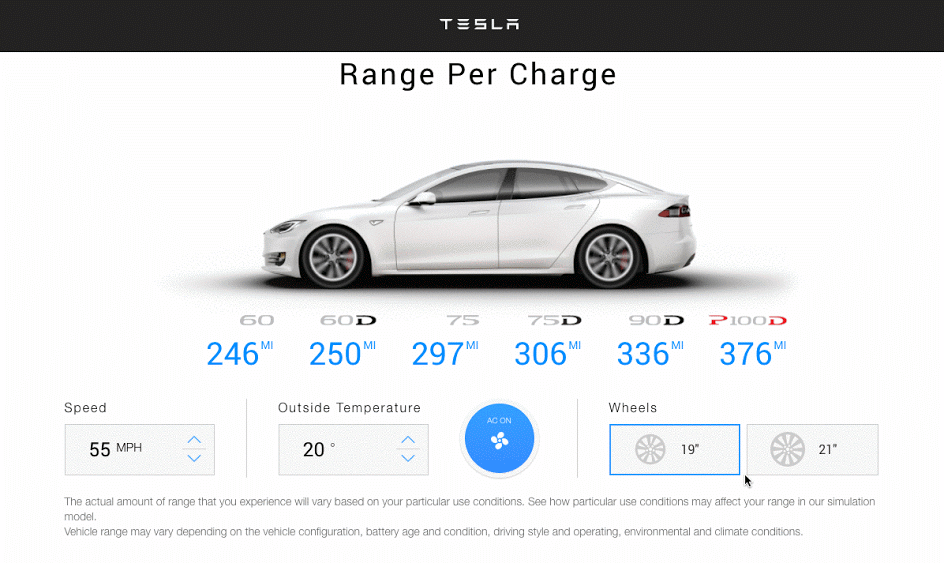 TESLA
Range Per Charge
60 60D 75 75D 90D P100D
246 MI 250 MI 297 MI 306 MI 336 MI 376 MI
Speed Outside Temperature Wheels
AC ON
55 MPH 20 ° 19" 21"
The actual amount of range that you experience will vary based on your particular use conditions. See how particular use conditions may affect your range in our simulation
model.
Vehicle range may vary depending on the vehicle configuration, battery age and condition, driving style and operating, environmental and climate conditions.